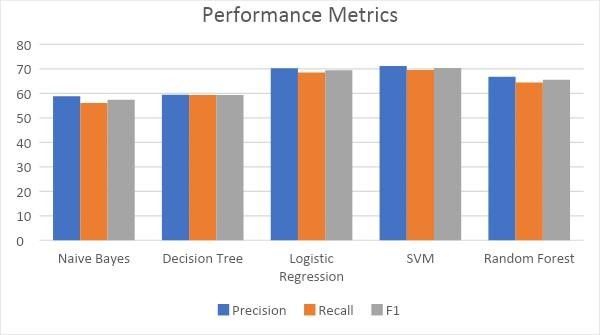 Performance Metrics
80
70
60
50
40
30
20
10
0
Naive Bayes
Decision Tree
Logistic
Regression
SVM
Random Forest
Precision
Recall
F1